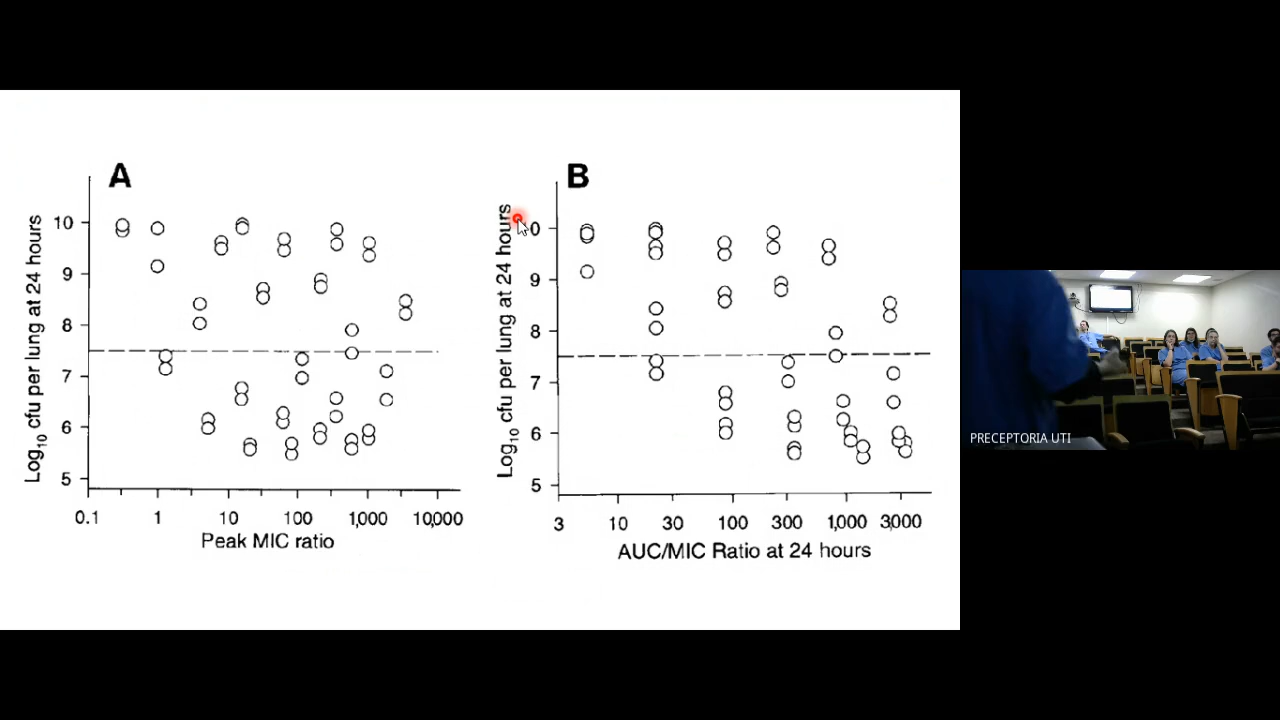 A
Log10 cfu per lung at 24 hours
10
9
8
7
6
5
0.1 1 10 100 1,000 10,000
Peak MIC ratio
B
Log10 cfu per lung at 24 hours
0
9
8
7
6
5
3 10 30 100 300 1,000 3,000
AUC/MIC Ratio at 24 hours
PRECEPTORIA UTI